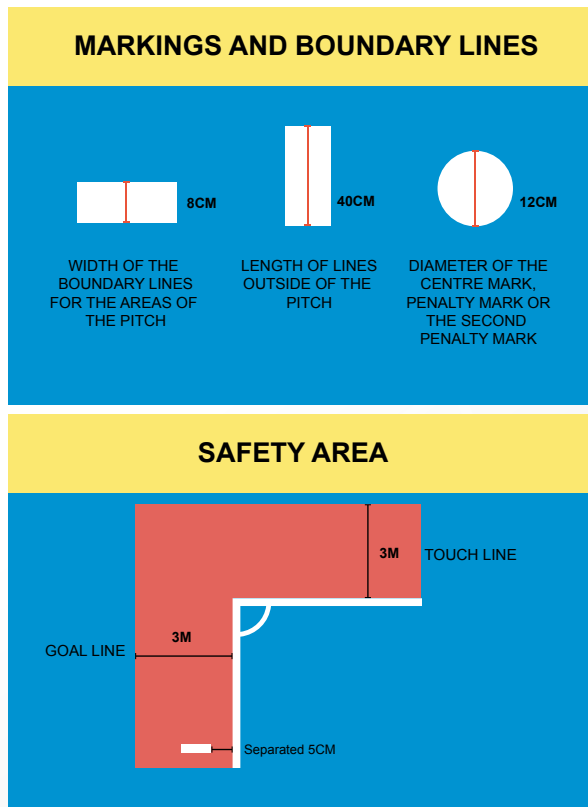 MARKINGS AND BOUNDARY LINES
8CM
WIDTH OF THE
BOUNDARY LINES
FOR THE AREAS OF
THE PITCH
40CM
LENGTH OF LINES
OUTSIDE OF THE
PITCH
12CM
DIAMETER OF THE
CENTRE MARK,
PENALTY MARK OR
THE SECOND
PENALTY MARK
SAFETY AREA
3M
TOUCH LINE
3M
GOAL LINE
Separated 5CM